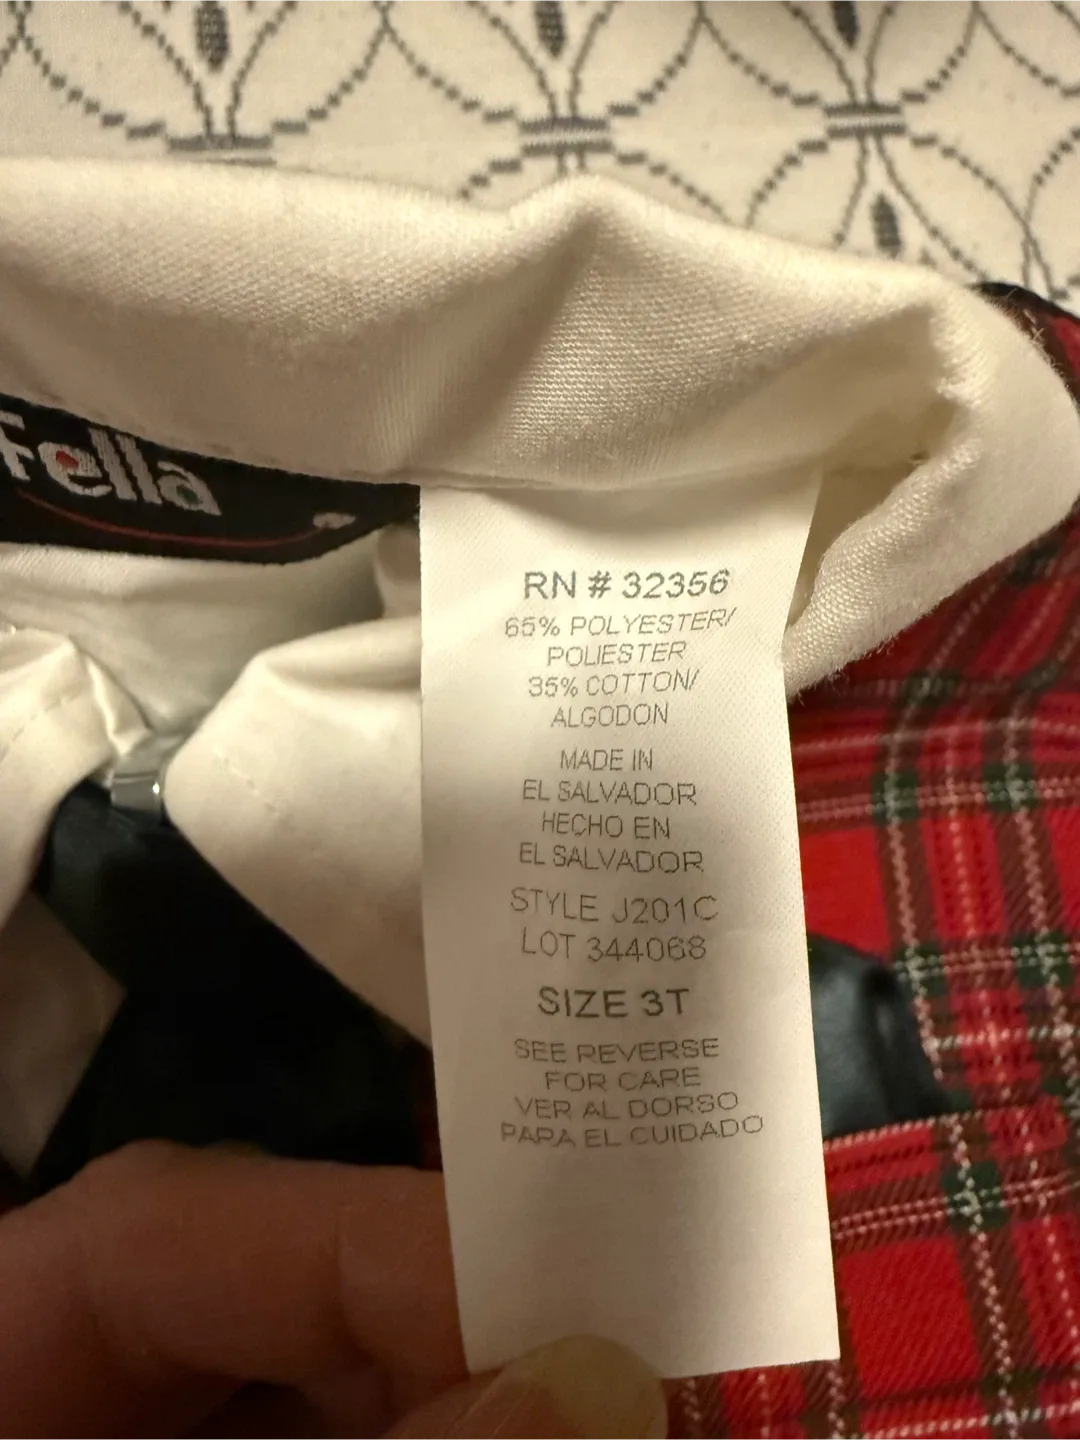 Fella
RN # 32356
65% POLYESTER/
POLIESTER
35% COTTON/
ALGODON
MADE IN
EL SALVADOR
HECHO EN
EL SALVADOR
STYLE J201C
LOT 344068
SIZE 3T
SEE REVERSE
FOR CARE
VER AL DORSO
PAPA EL CUIDADO